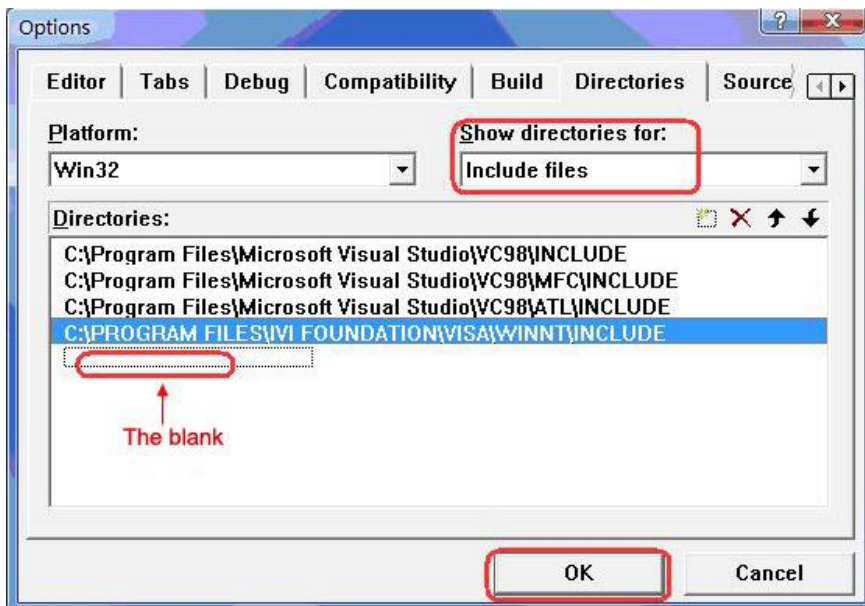 Options
?
Editor
Tabs
Debug
Compatibility
Build
Directories
Source
Platform:
Show directories for:
Win32
Include files
Directories:
C:\Program Files\Microsoft Visual Studio\VC98\INCLUDE
C:\Program Files\Microsoft Visual Studio\VC98\MFC\INCLUDE
C:\Program Files\Microsoft Visual Studio\VC98\ATL\INCLUDE
C:\PROGRAM FILES\IVI FOUNDATION\VISA\WINNT\INCLUDE
The blank
OK
Cancel